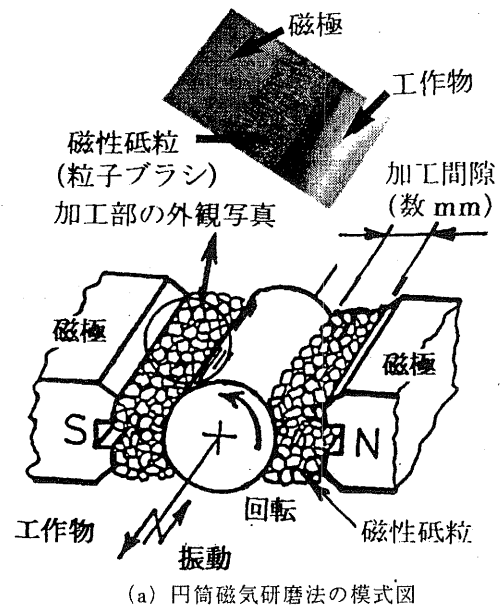 磁極
工作物
磁性砥粒
(粒子ブラシ)
加工部の外観写真
加工間隙
(数mm)
磁極
磁極
S
N
工作物
振動
回転
磁性砥粒
(a) 円筒磁気研磨法の模式図